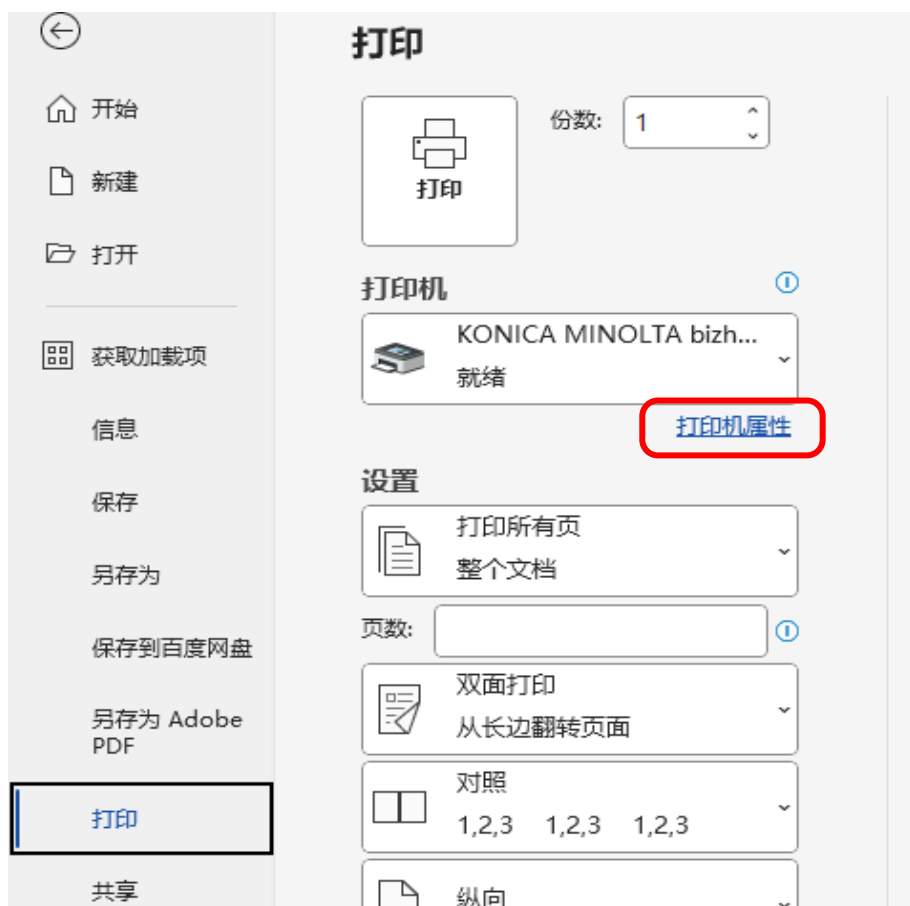 打印
开始
新建
打开
获取加载项
信息
保存
另存为
保存到百度网盘
另存为 Adobe
PDF
打印
共享
打印
份数: 1
打印机
KONICA MINOLTA bizh...
就绪
打印机属性
设置
打印所有页
整个文档
页数:
双面打印
从长边翻转页面
对照
1,2,3 1,2,3 1,2,3
纵向